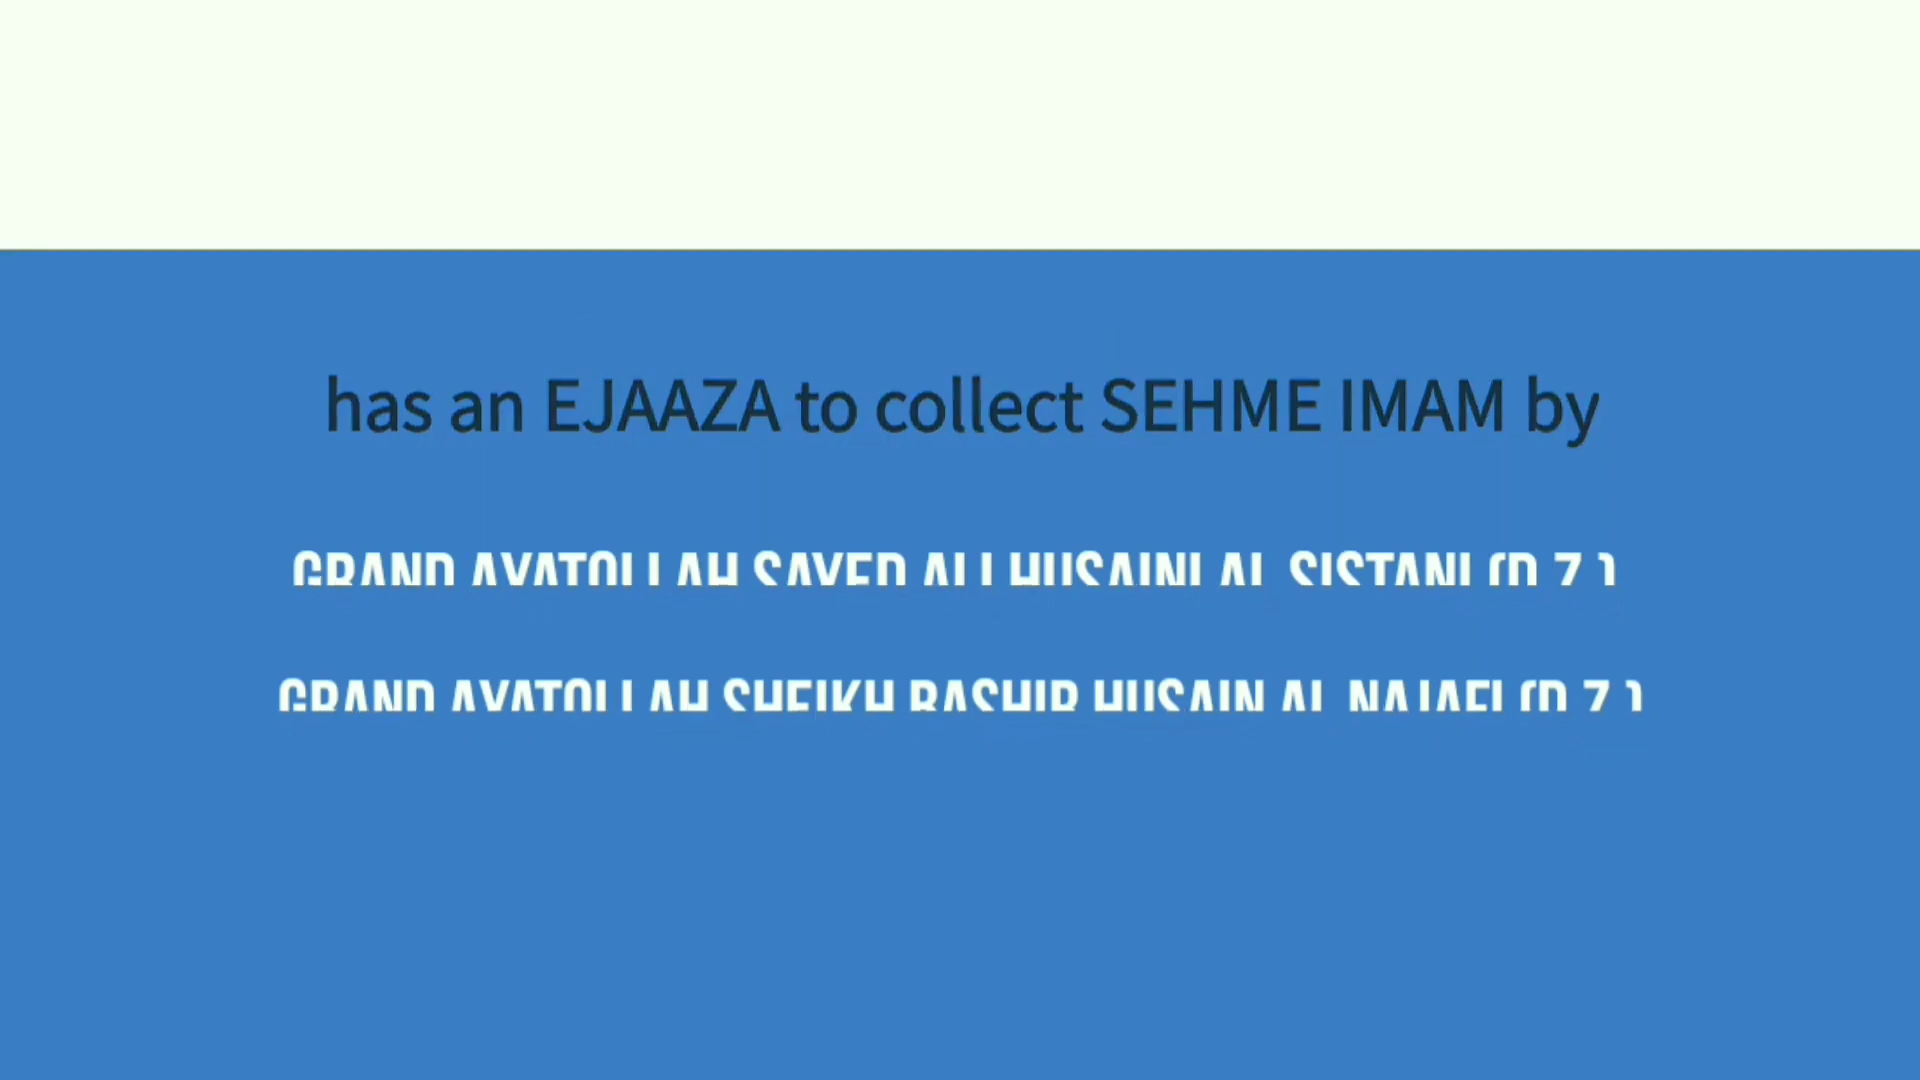 has an EJAAZA to collect SEHME IMAM by
GRAND AYATOLLAH SAYED ALI HUSAINI AL SISTANI (D.Z.)
GRAND AYATOLLAH SHEIKH BASHIR HUSAIN AL NAJAFI (D.Z.)